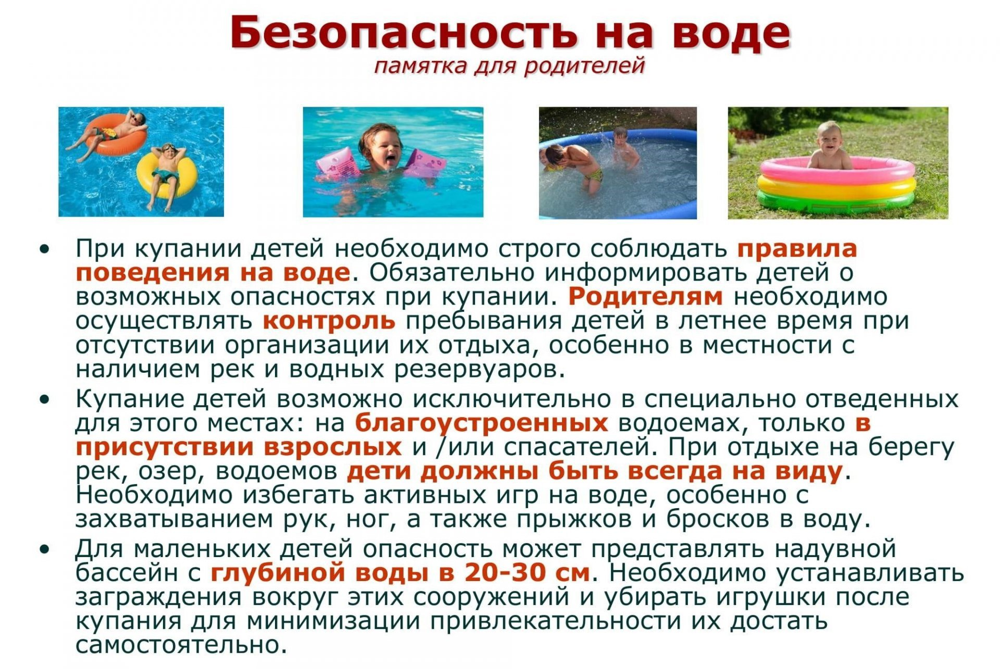 Безопасность на воде
памятка для родителей
• При купании детей необходимо строго соблюдать правила
поведения на воде. Обязательно информировать детей о
возможных опасностях при купании. Родителям необходимо
осуществлять контроль пребывания детей в летнее время при
отсутствии организации их отдыха, особенно в местности с
наличием рек и водных резервуаров.
• Купание детей возможно исключительно в специально отведенных
для этого местах: на благоустроенных водоемах, только в
присутствии взрослых и /или спасателей. При отдыхе на берегу
рек, озер, водоемов дети должны быть всегда на виду.
Необходимо избегать активных игр на воде, особенно с
захватыванием рук, ног, а также прыжков и бросков в воду.
• Для маленьких детей опасность может представлять надувной
бассейн с глубиной воды в 20-30 см. Необходимо устанавливать
заграждения вокруг этих сооружений и убирать игрушки после
купания для минимизации привлекательности их достать
самостоятельно.